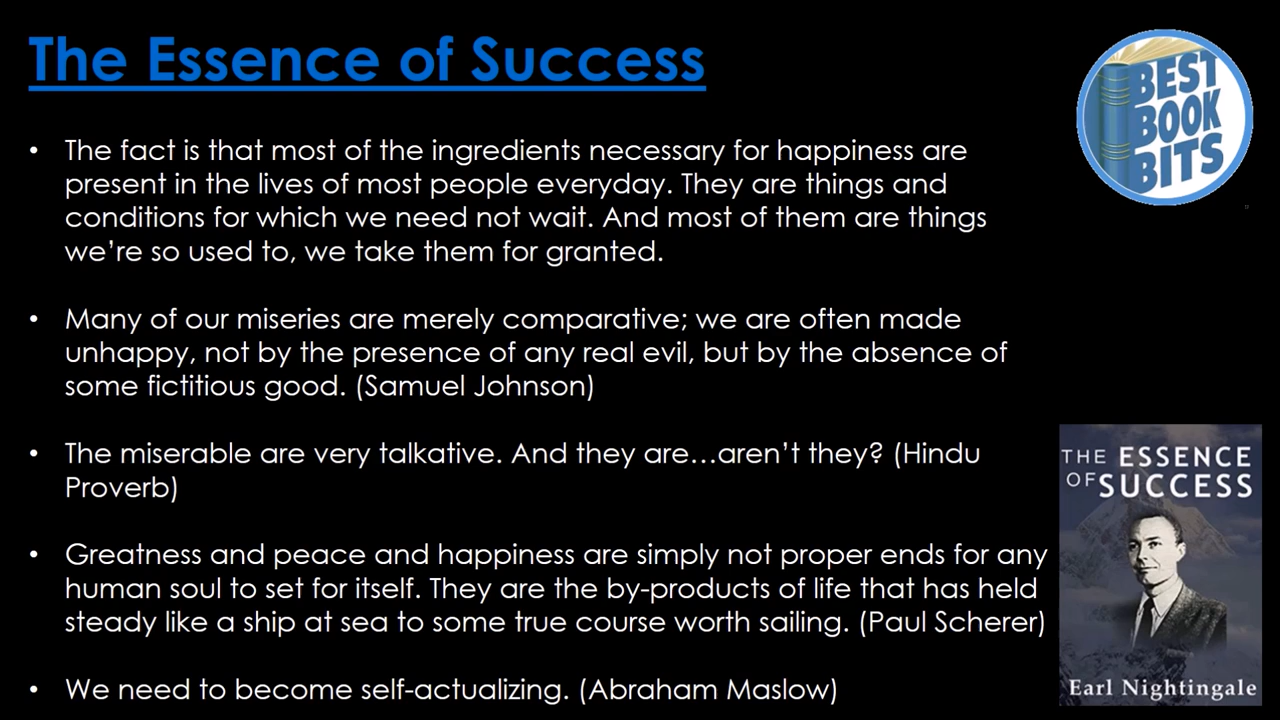 The Essence of Success
BEST
BOOK
BITS
• The fact is that most of the ingredients necessary for happiness are
present in the lives of most people everyday. They are things and
conditions for which we need not wait. And most of them are things
we’re so used to, we take them for granted.
• Many of our miseries are merely comparative; we are often made
unhappy, not by the presence of any real evil, but by the absence of
some fictitious good. (Samuel Johnson)
• The miserable are very talkative. And they are…aren’t they? (Hindu
Proverb)
• Greatness and peace and happiness are simply not proper ends for any
human soul to set for itself. They are the by-products of life that has held
steady like a ship at sea to some true course worth sailing. (Paul Scherer)
• We need to become self-actualizing. (Abraham Maslow)
THE ESSENCE
OF SUCCESS
Earl Nightingale